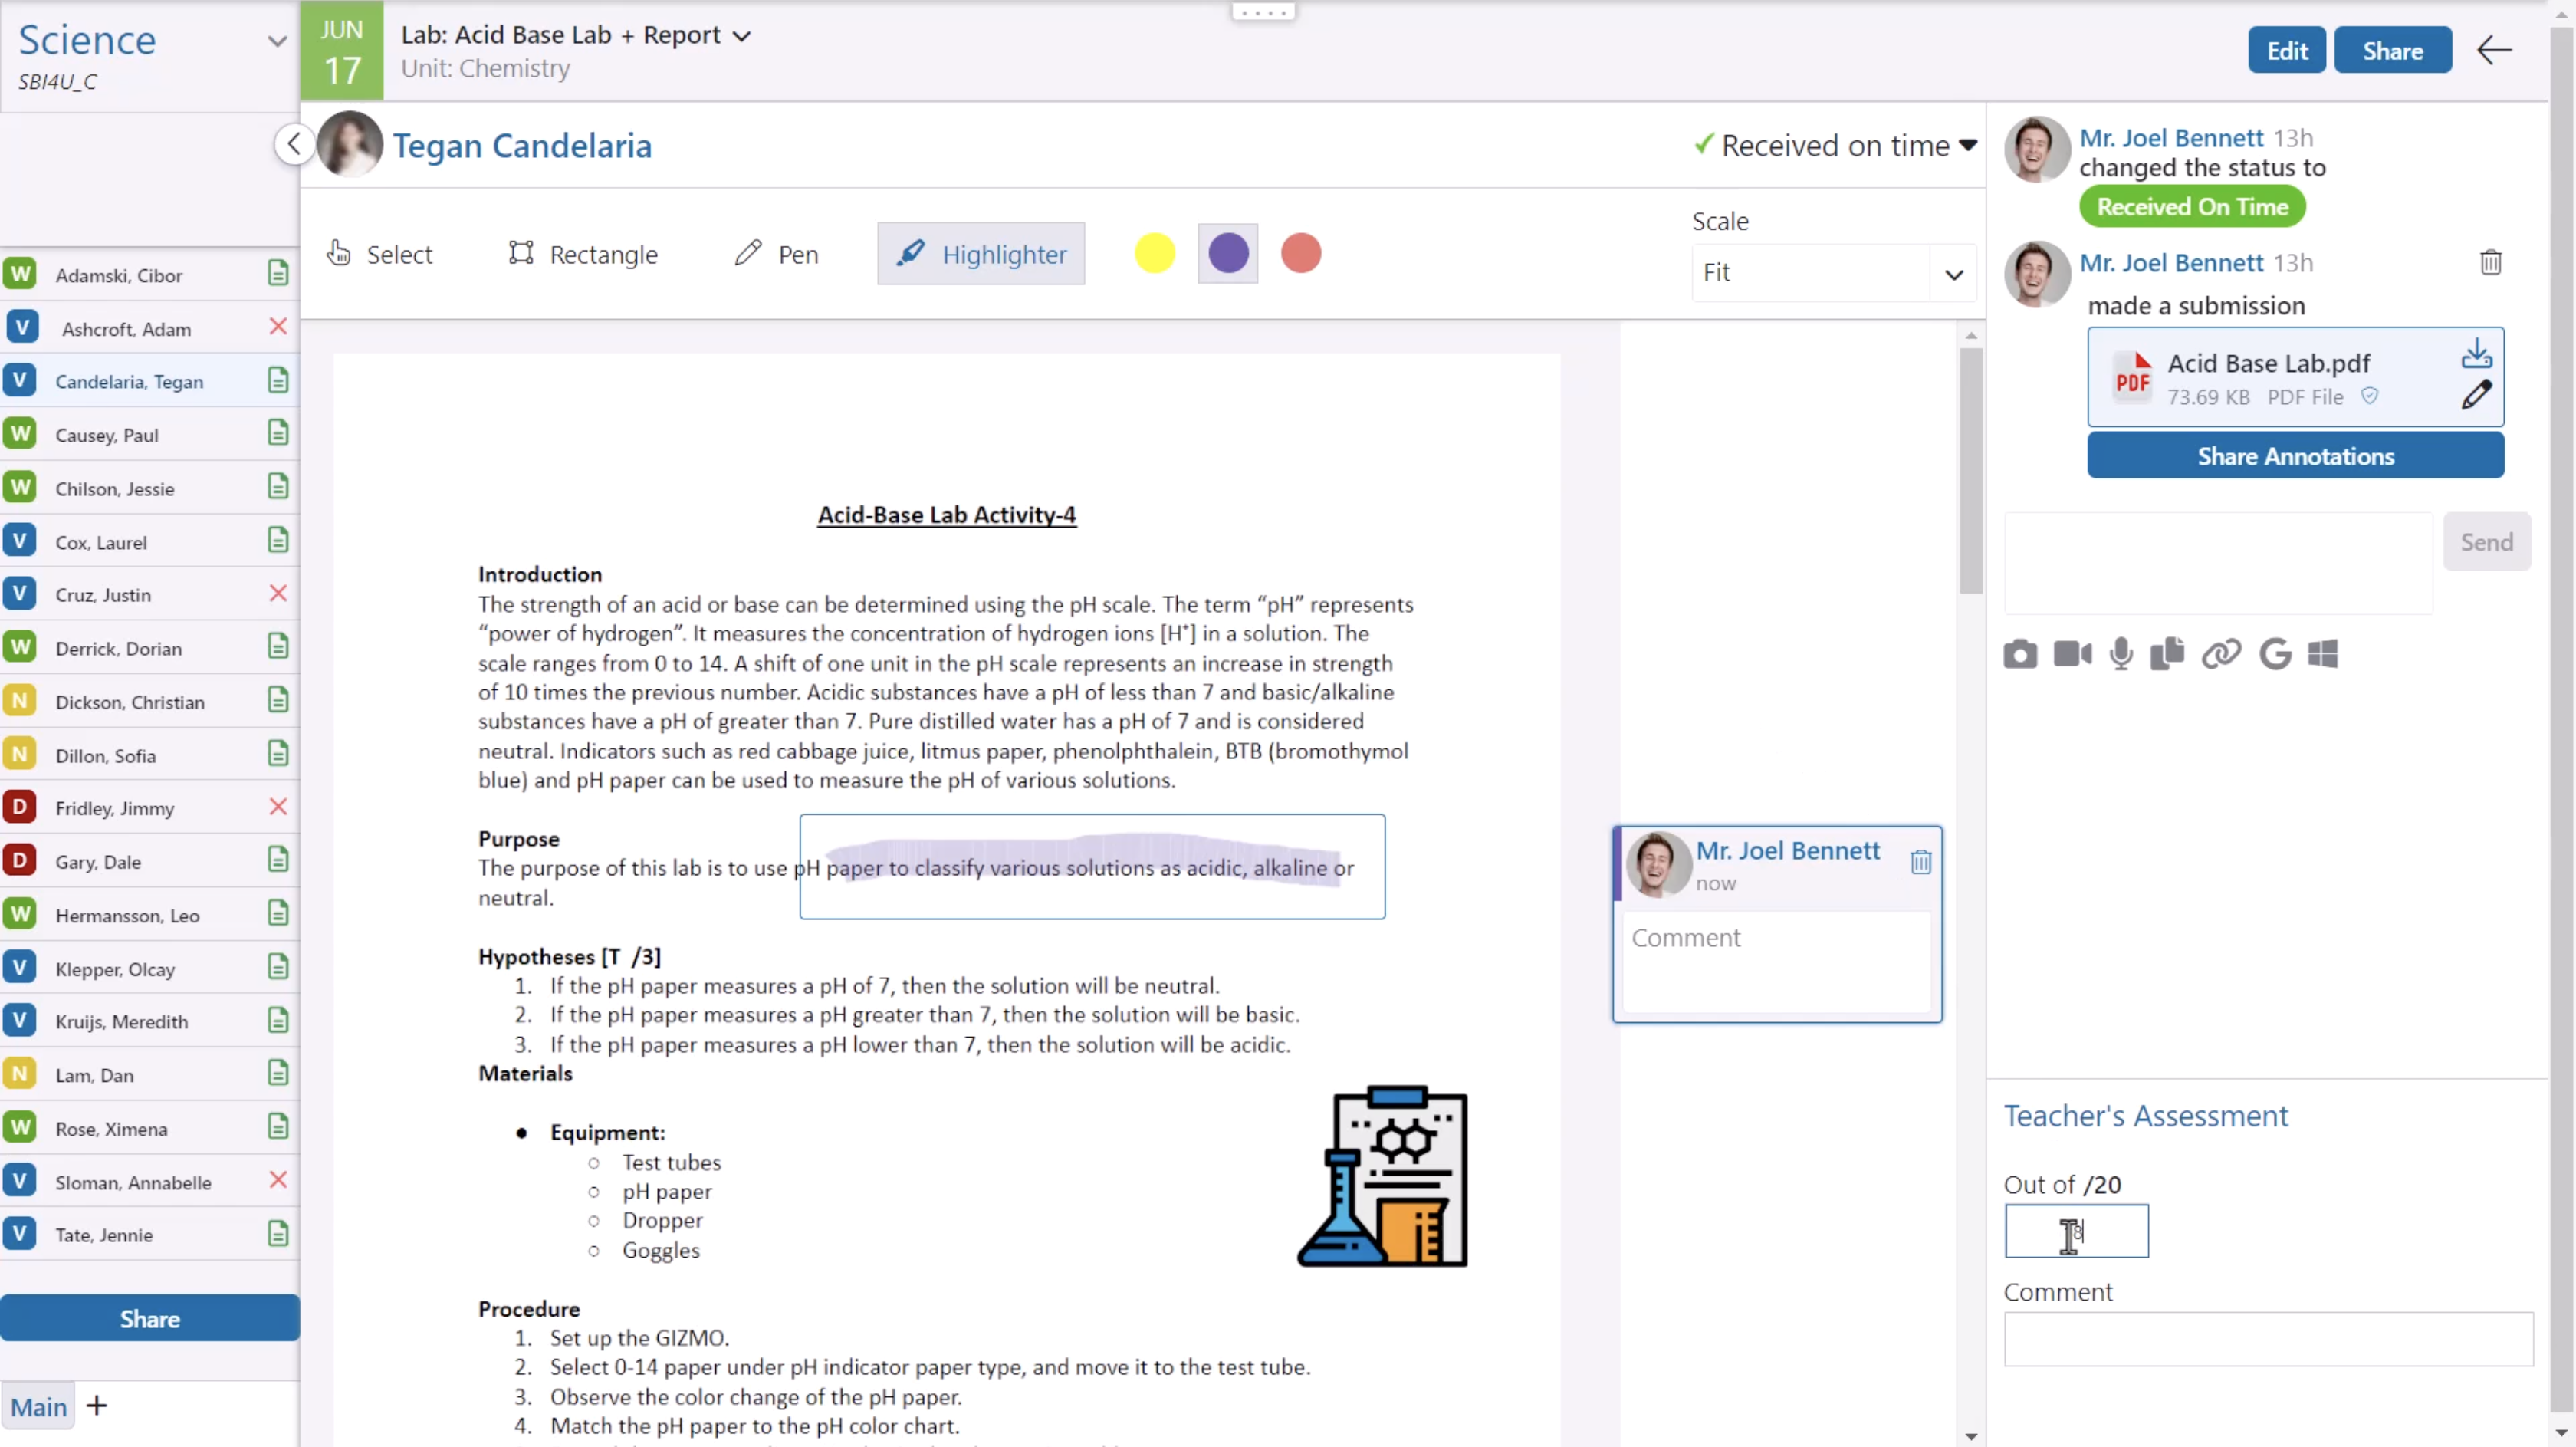 Science
SBI4U_C
JUN
17
Lab: Acid Base Lab + Report
Unit: Chemistry
Edit
Share
Tegan Candelaria
Received on time
Select
Rectangle
Pen
Highlighter
Scale
Fit
W Adamski, Cibor
V Ashcroft, Adam
V Candelaria, Tegan
W Causey, Paul
W Chilson, Jessie
V Cox, Laurel
V Cruz, Justin
W Derrick, Dorian
N Dickson, Christian
N Dillon, Sofia
D Fridley, Jimmy
D Gary, Dale
W Hermansson, Leo
V Klepper, Olcay
V Kruijs, Meredith
N Lam, Dan
W Rose, Ximena
V Sloman, Annabelle
V Tate, Jennie
Share
Main +
Acid-Base Lab Activity-4
Introduction
The strength of an acid or base can be determined using the pH scale. The term “pH” represents
“power of hydrogen”. It measures the concentration of hydrogen ions [H⁺] in a solution. The
scale ranges from 0 to 14. A shift of one unit in the pH scale represents an increase in strength
of 10 times the previous number. Acidic substances have a pH of less than 7 and basic/alkaline
substances have a pH of greater than 7. Pure distilled water has a pH of 7 and is considered
neutral. Indicators such as red cabbage juice, litmus paper, phenolphthalein, BTB (bromothymol
blue) and pH paper can be used to measure the pH of various solutions.
Purpose
The purpose of this lab is to use pH paper to classify various solutions as acidic, alkaline or
neutral.
Hypotheses [T /3]
1. If the pH paper measures a pH of 7, then the solution will be neutral.
2. If the pH paper measures a pH greater than 7, then the solution will be basic.
3. If the pH paper measures a pH lower than 7, then the solution will be acidic.
Materials
● Equipment:
○ Test tubes
○ pH paper
○ Dropper
○ Goggles
Procedure
1. Set up the GIZMO.
2. Select 0-14 paper under pH indicator paper type, and move it to the test tube.
3. Observe the color change of the pH paper.
4. Match the pH paper to the pH color chart.
Mr. Joel Bennett
now
Comment
Mr. Joel Bennett 13h
changed the status to
Received On Time
Mr. Joel Bennett 13h
made a submission
PDF
Acid Base Lab.pdf
73.69 KB PDF File
Share Annotations
Send
Teacher's Assessment
Out of /20
Comment